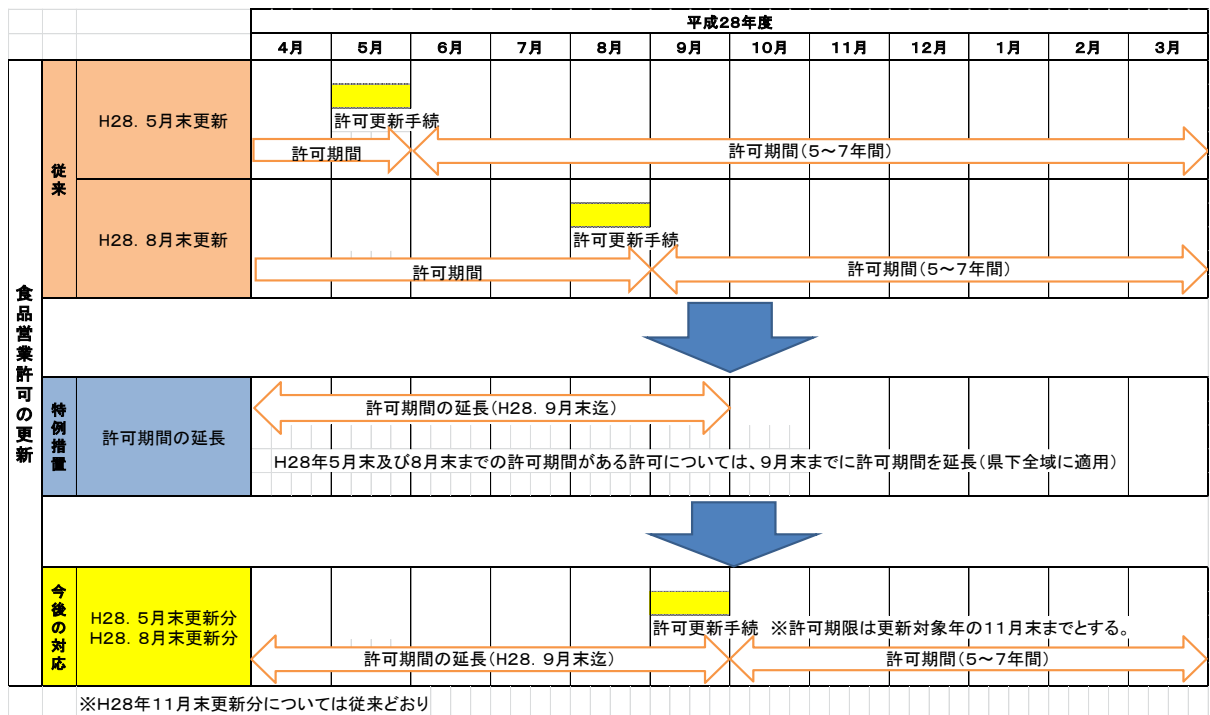 平成28年度
4月 5月 6月 7月 8月 9月 10月 11月 12月 1月 2月 3月
食品営業許可の更新
従来
H28．5月末更新
許可更新手続
許可期間
許可期間（5～7年間）
H28．8月末更新
許可更新手続
許可期間
許可期間（5～7年間）
特例措置
許可期間の延長
許可期間の延長（H28．9月末迄）
H28年5月末及び8月末までの許可期間がある許可については、9月末までに許可期間を延長（県下全域に適用）
今後の対応
H28．5月末更新分
H28．8月末更新分
許可更新手続 ※許可期限は更新対象年の11月末までとする。
許可期間の延長（H28．9月末迄）
許可期間（5～7年間）
※H28年11月末更新分については従来どおり